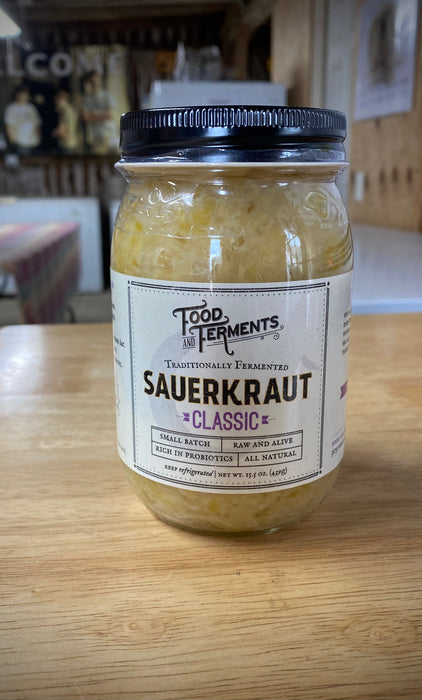 WELCOME
FOOD
AND FERMENTS
TRADITIONALLY FERMENTED
SAUERKRAUT
CLASSIC
SMALL BATCH RAW AND ALIVE
RICH IN PROBIOTICS ALL NATURAL
KEEP refrigerated | NET WT. 15.5 OZ. (439g)